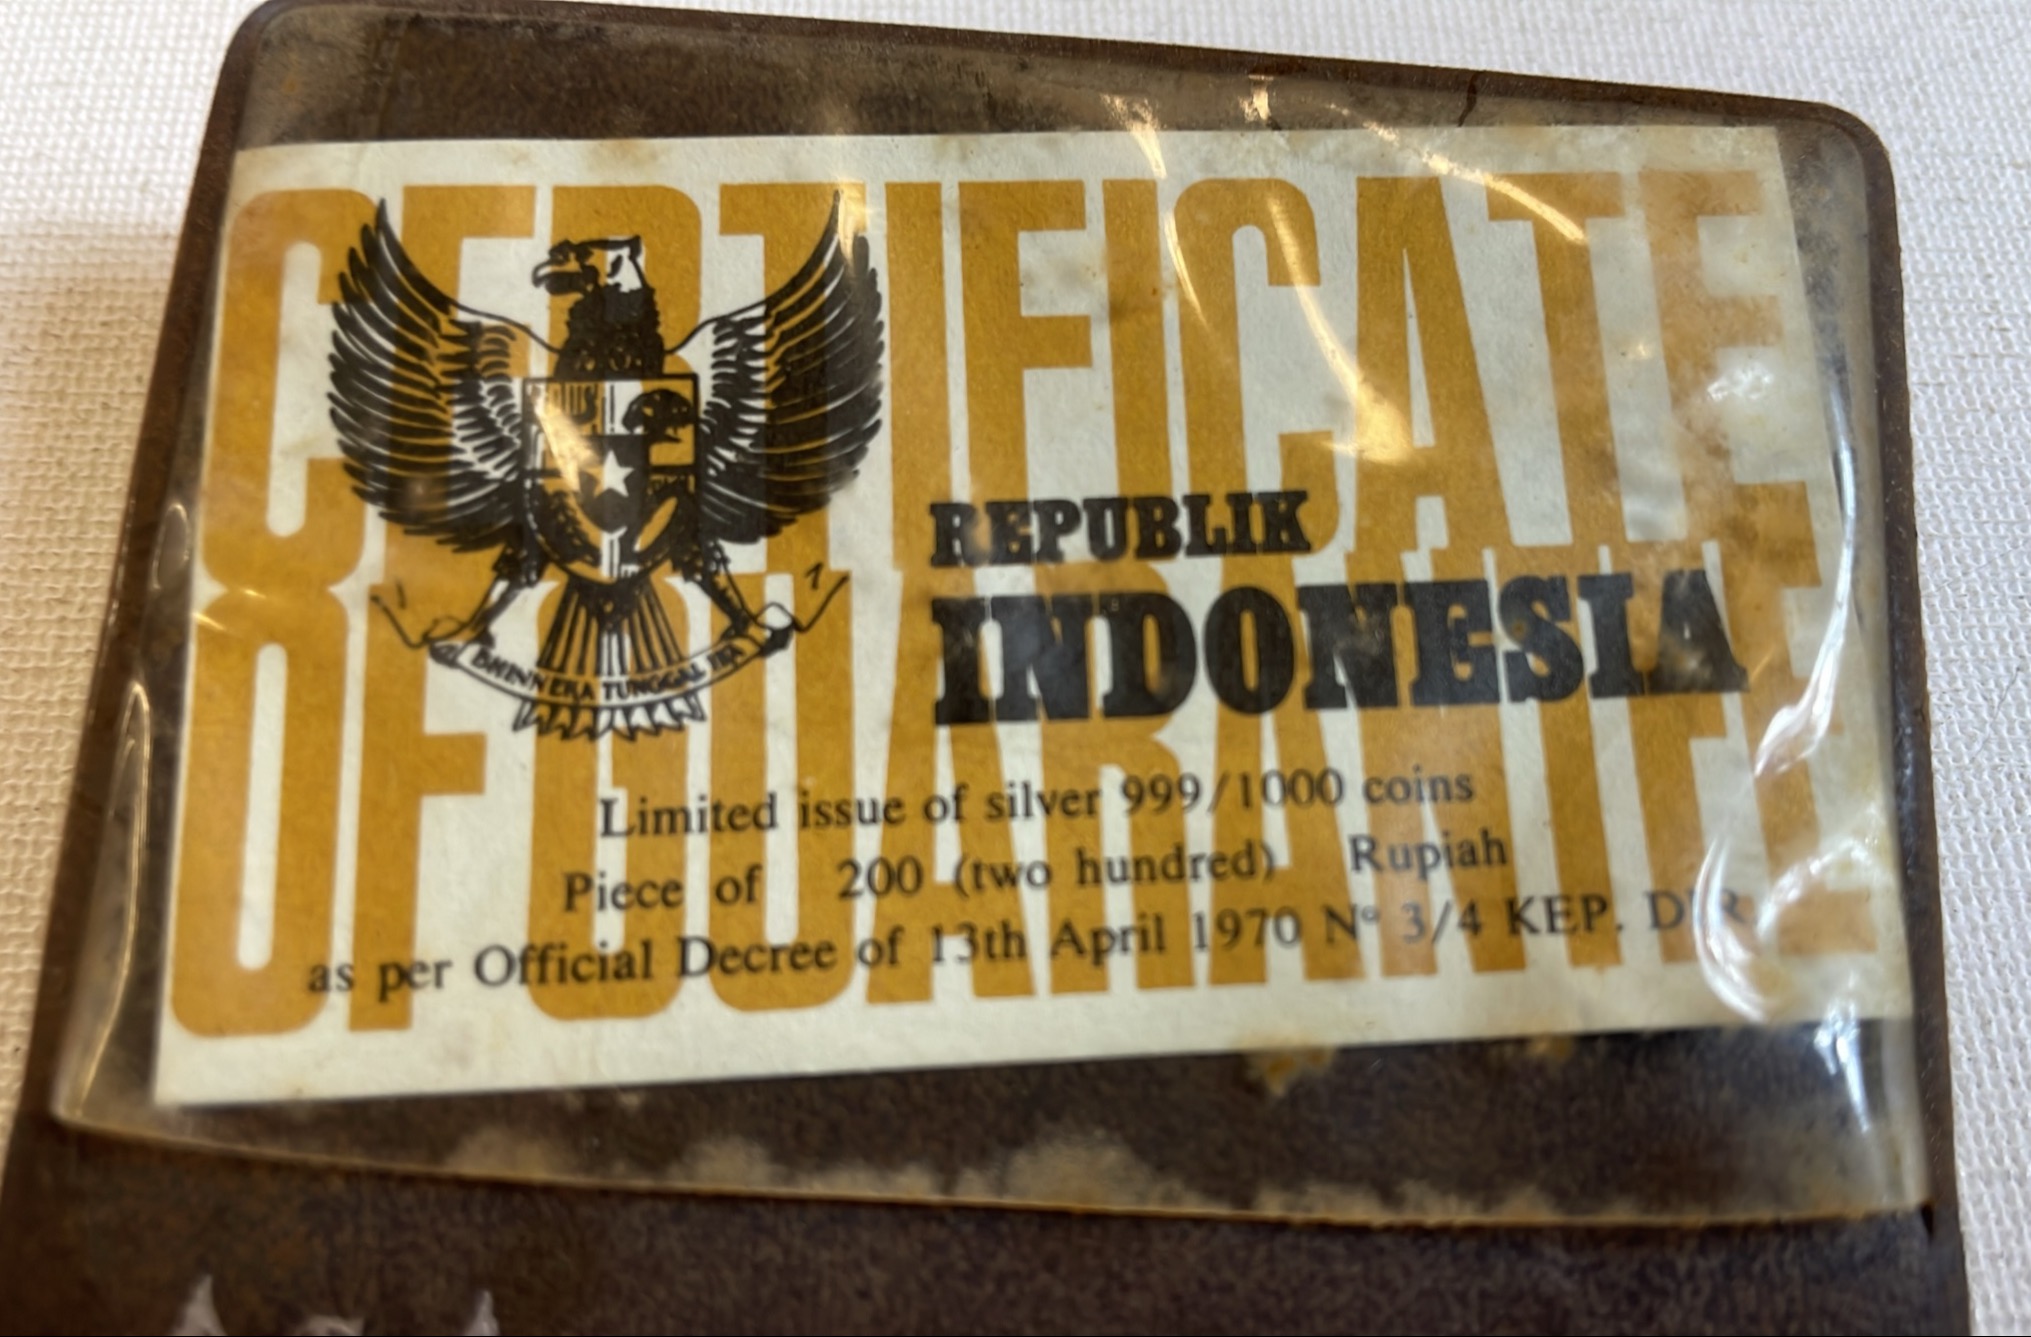 CERTIFICATE
OF GUARANTEE
BHINNEKA TUNGGAL IKA
REPUBLIK
INDONESIA
Limited issue of silver 999/1000 coins
Piece of 200 (two hundred) Rupiah
as per Official Decree of 13th April 1970 N° 3/4 KEP. DIR.